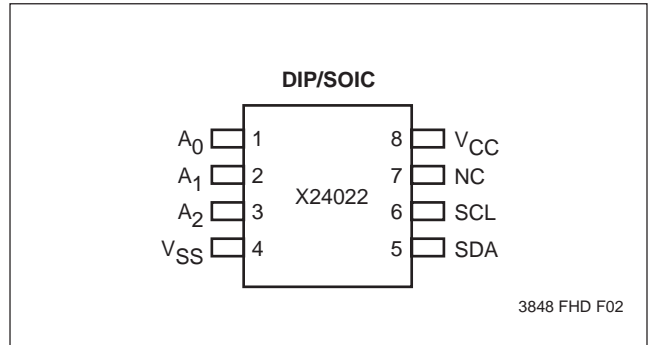 DIP/SOIC
A0 1 8 VCC
A1 2 7 NC
X24022
A2 3 6 SCL
VSS 4 5 SDA
3848 FHD F02